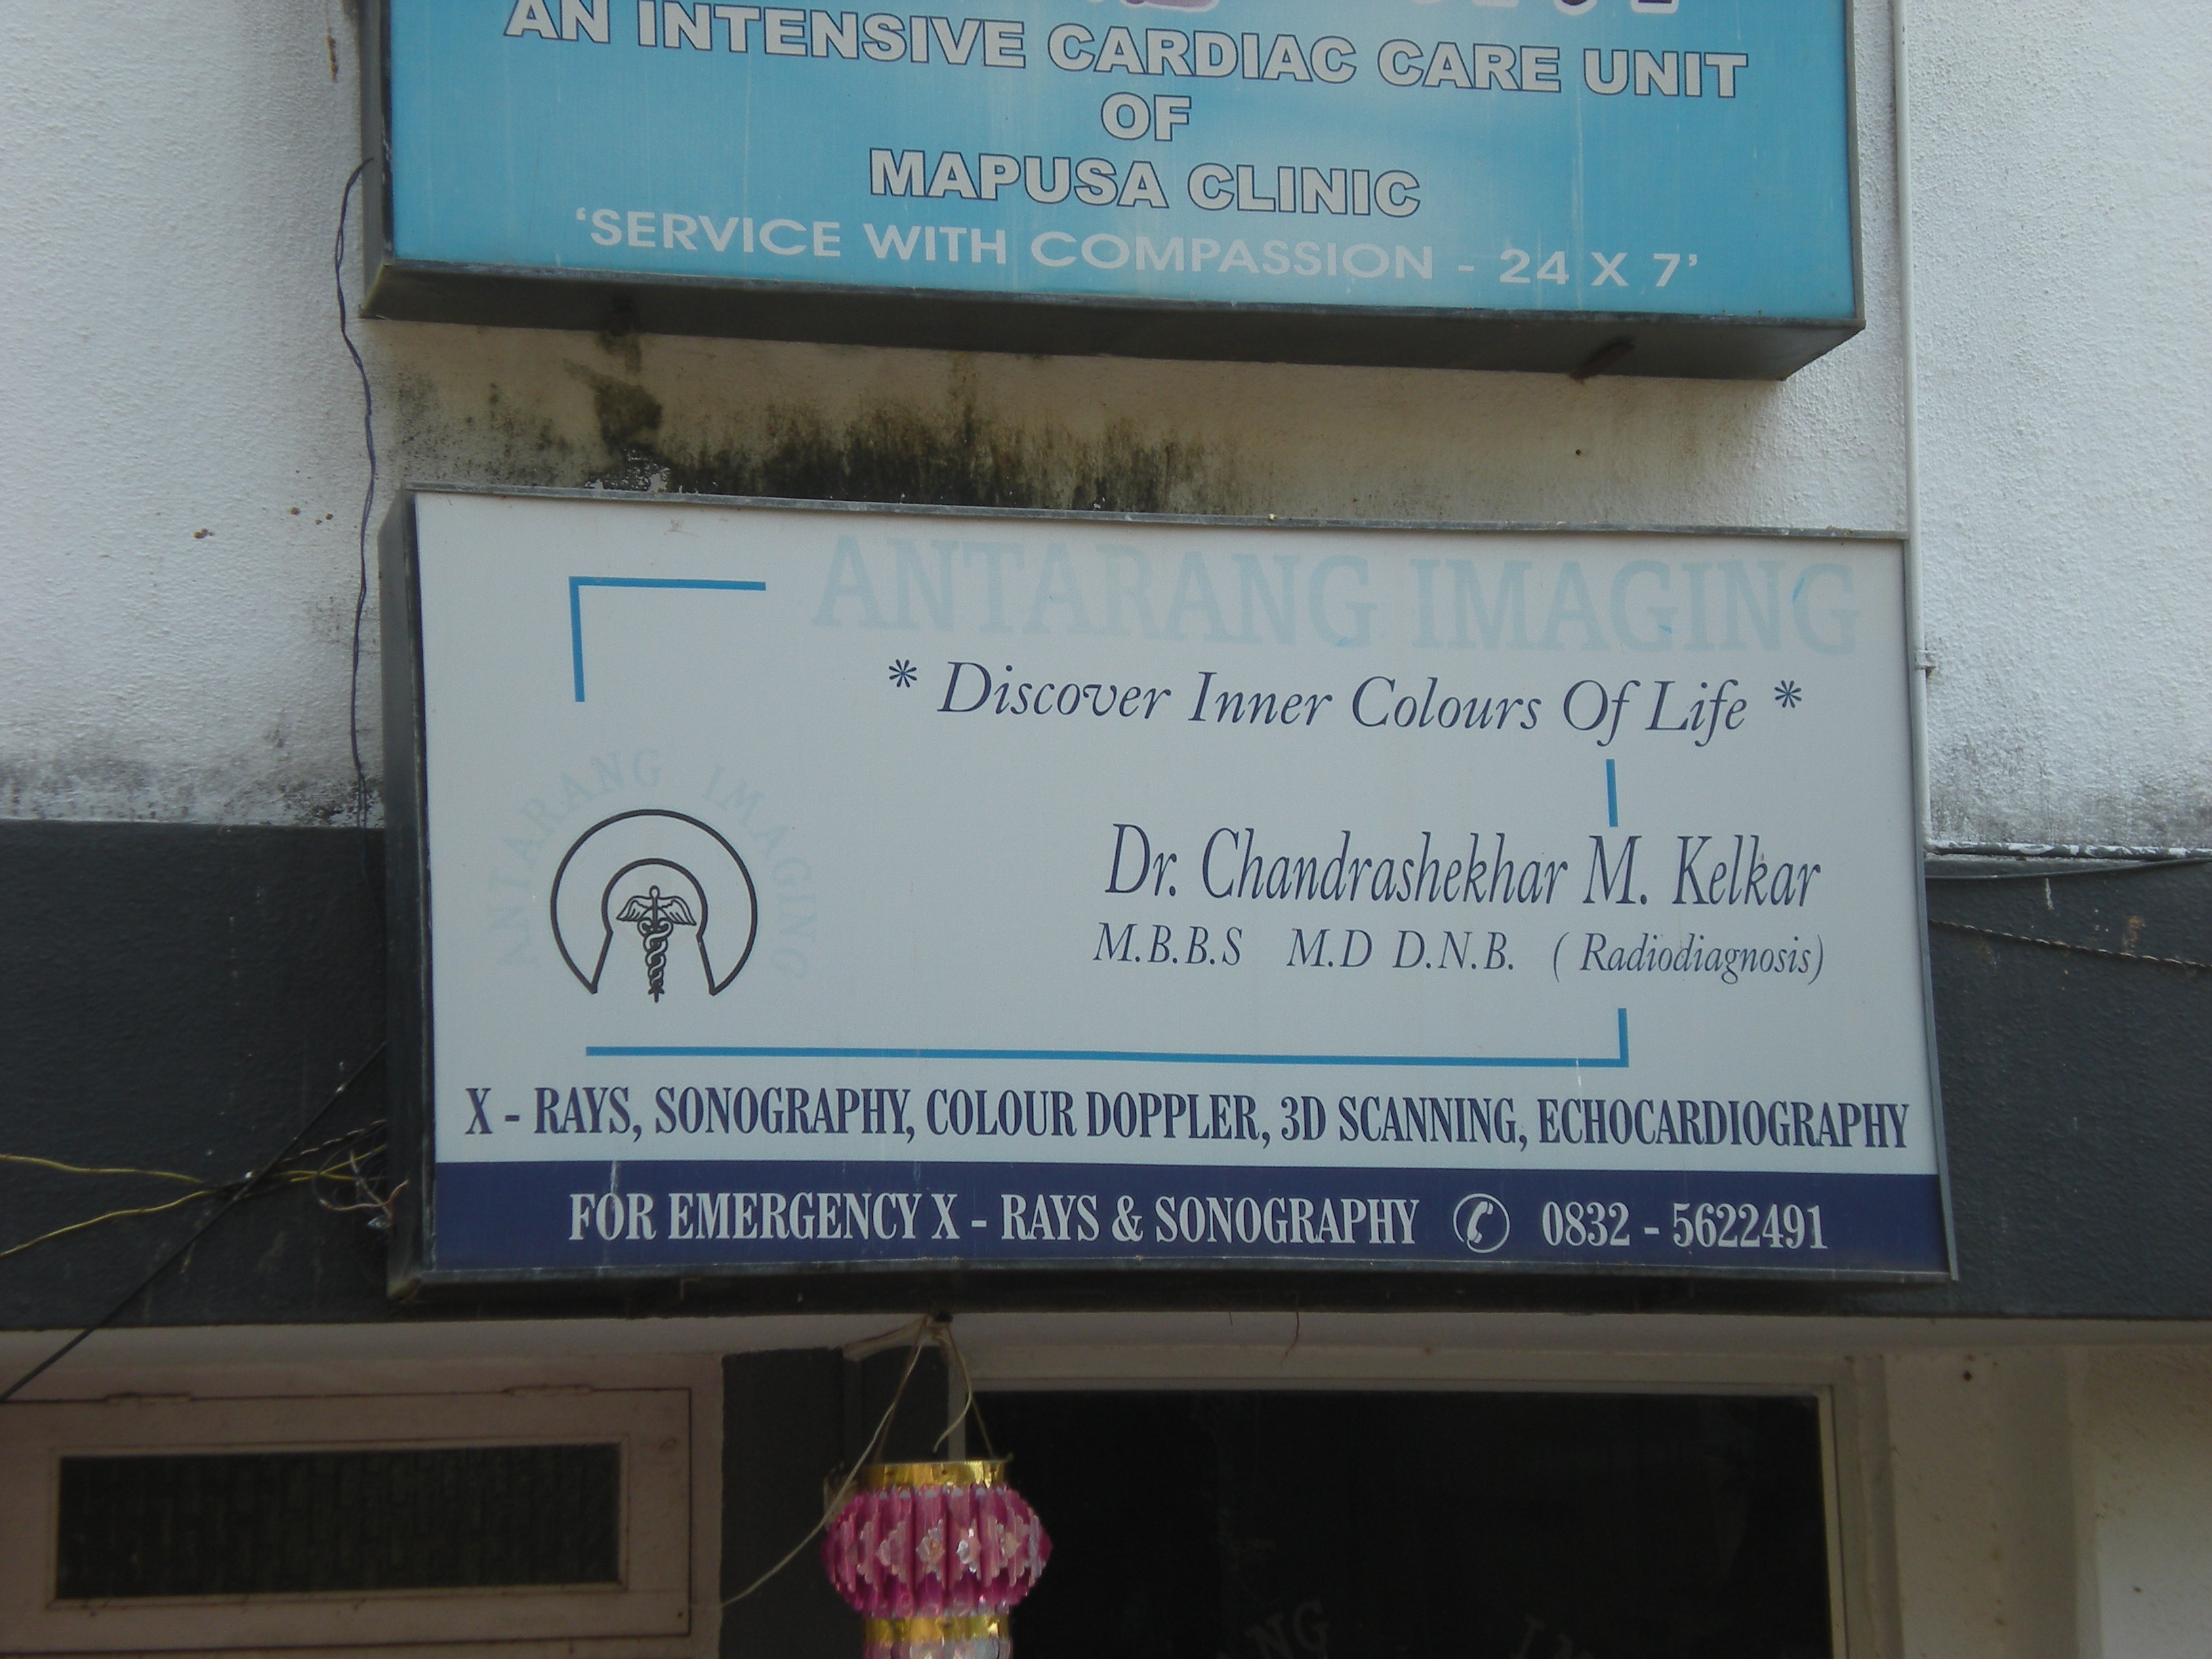 AN INTENSIVE CARDIAC CARE UNIT
OF
MAPUSA CLINIC
'SERVICE WITH COMPASSION - 24 X 7'
ANTARANG IMAGING
* Discover Inner Colours Of Life *
ANTARANG IMAGING
Dr. Chandrashekhar M. Kelkar
M.B.B.S M.D D.N.B. ( Radiodiagnosis)
X - RAYS, SONOGRAPHY, COLOUR DOPPLER, 3D SCANNING, ECHOCARDIOGRAPHY
FOR EMERGENCY X - RAYS & SONOGRAPHY 0832 - 5622491